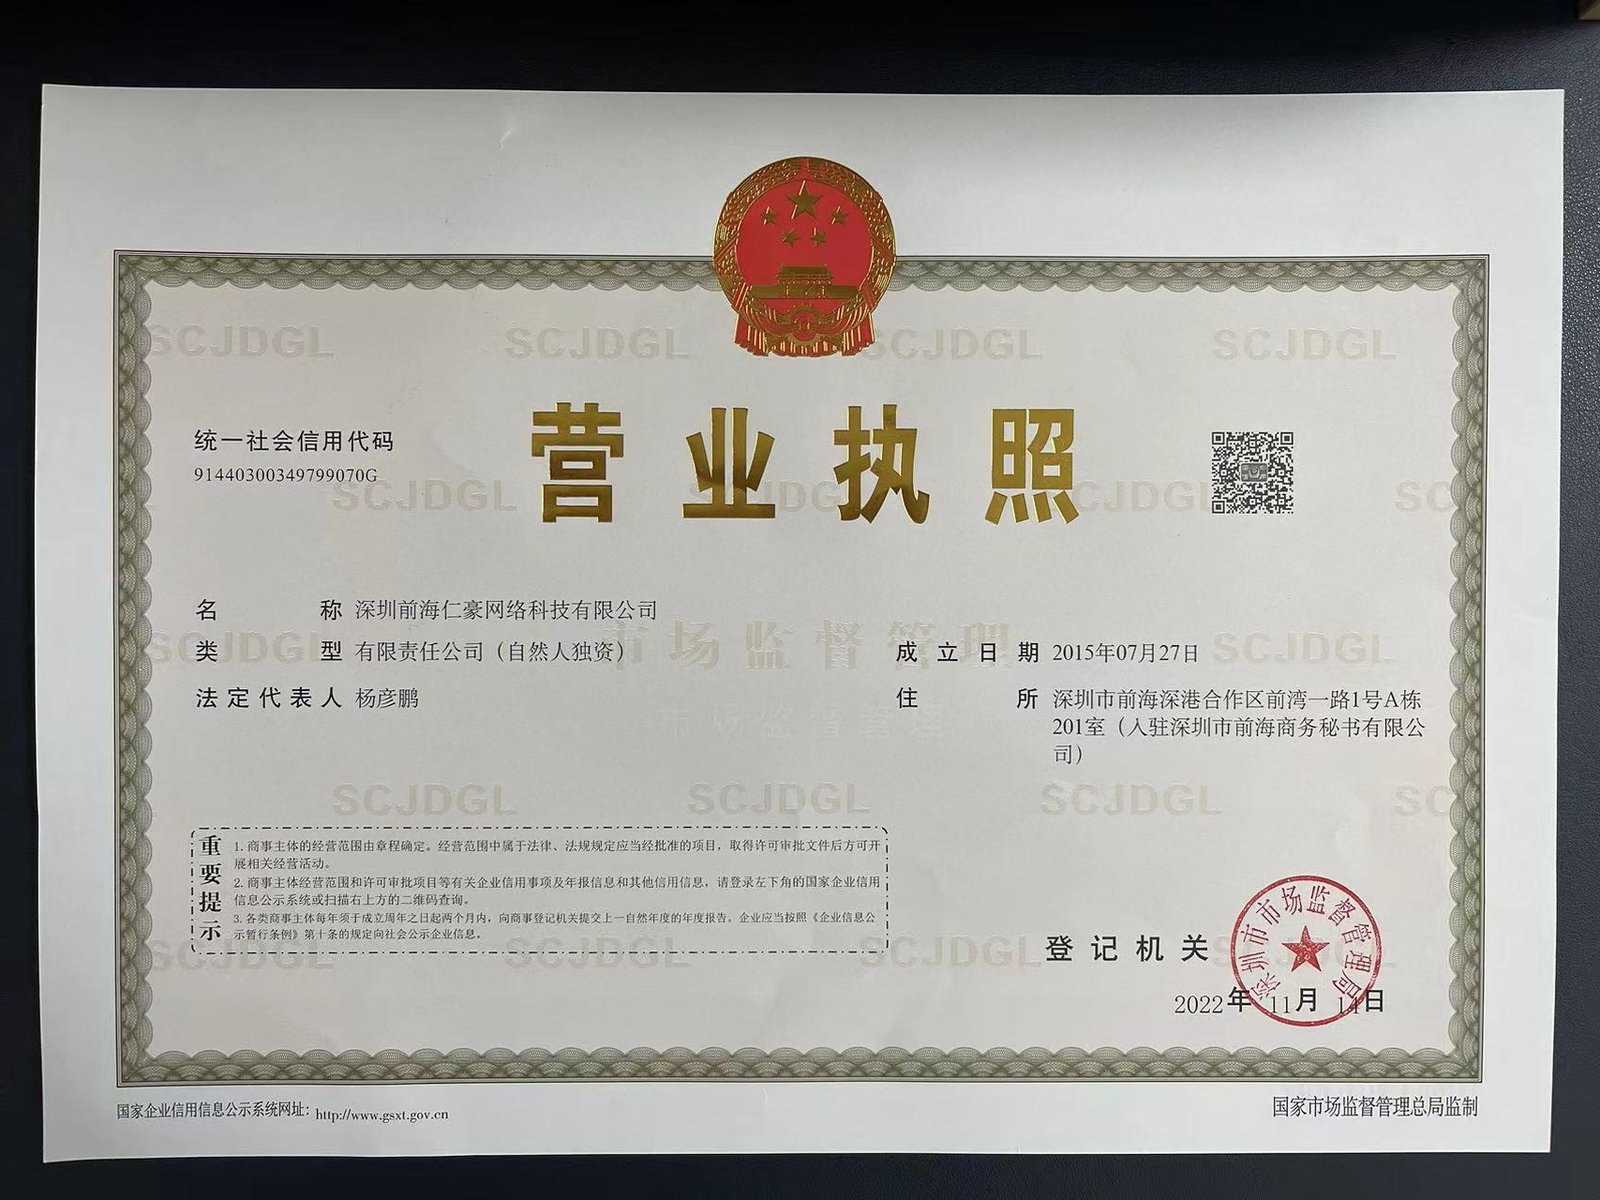 营业执照
统一社会信用代码
91440300349799070G
名称 深圳前海仁豪网络科技有限公司
类型 有限责任公司（自然人独资）
法定代表人 杨彦鹏
成立日期 2015年07月27日
住所 深圳市前海深港合作区前湾一路1号A栋
201室（入驻深圳市前海商务秘书有限公
司）
重要提示
1. 商事主体的经营范围由章程确定。经营范围中属于法律、法规规定应当经批准的项目，取得许可审批文件后方可开
展相关经营活动。
2. 商事主体经营范围和许可审批项目等有关企业信用事项及年报信息和其他信用信息，请登录左下角的国家企业信用
信息公示系统或扫描右上方的二维码查询。
3. 各类商事主体每年须于成立周年之日起两个月内，向商事登记机关提交上一自然年度的年度报告。企业应当按照《企业信息公
示暂行条例》第十条的规定向社会公示企业信息。
登记机关
深圳市市场监督管理局
2022年11月14日
国家企业信用信息公示系统网址：http://www.gsxt.gov.cn
国家市场监督管理总局监制
SCJDGL
市场监督管理